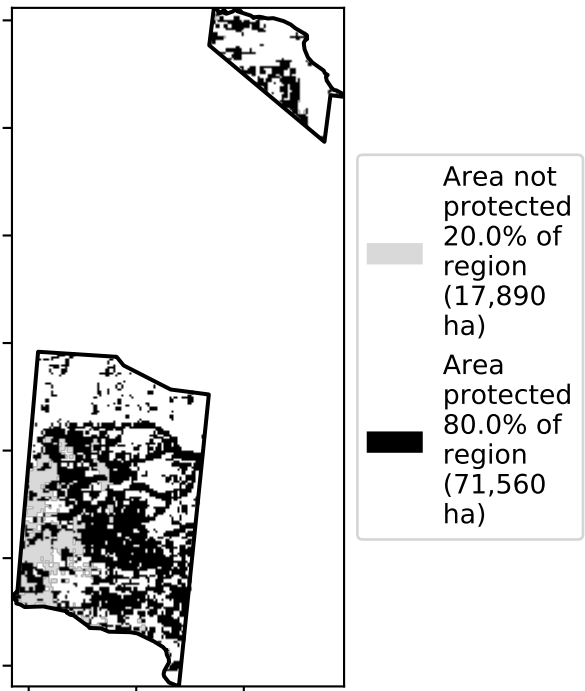 Area not
protected
20.0% of
region
(17,890
ha)
Area
protected
80.0% of
region
(71,560
ha)